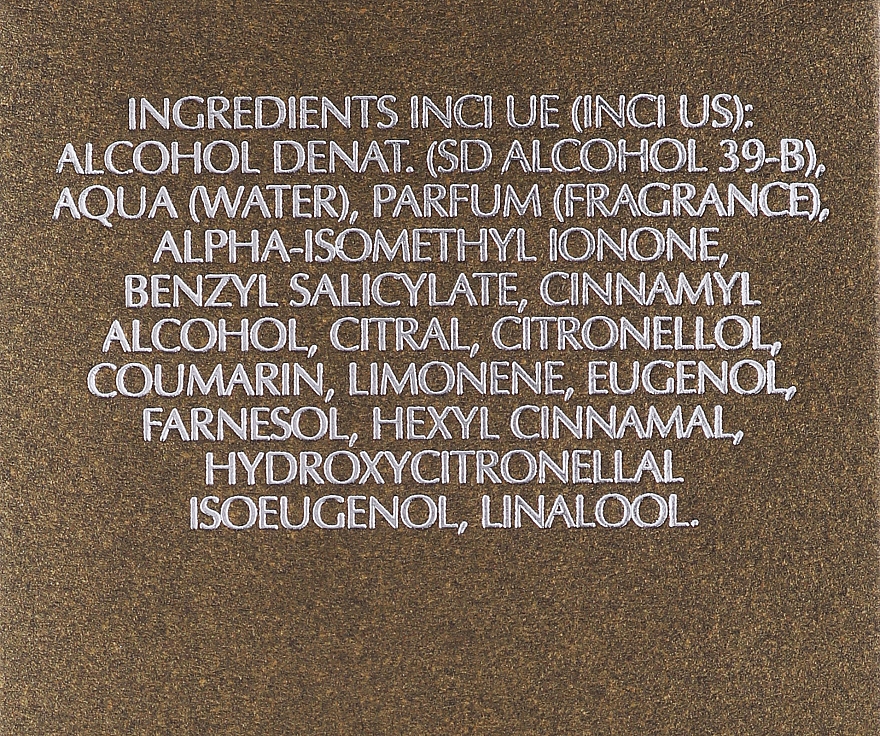 INGREDIENTS INCI UE (INCI US):
ALCOHOL DENAT. (SD ALCOHOL 39-B),
AQUA (WATER), PARFUM (FRAGRANCE),
ALPHA-ISOMETHYL IONONE,
BENZYL SALICYLATE, CINNAMYL
ALCOHOL, CITRAL, CITRONELLOL,
COUMARIN, LIMONENE, EUGENOL,
FARNESOL, HEXYL CINNAMAL,
HYDROXYCITRONELLAL
ISOEUGENOL, LINALOOL.